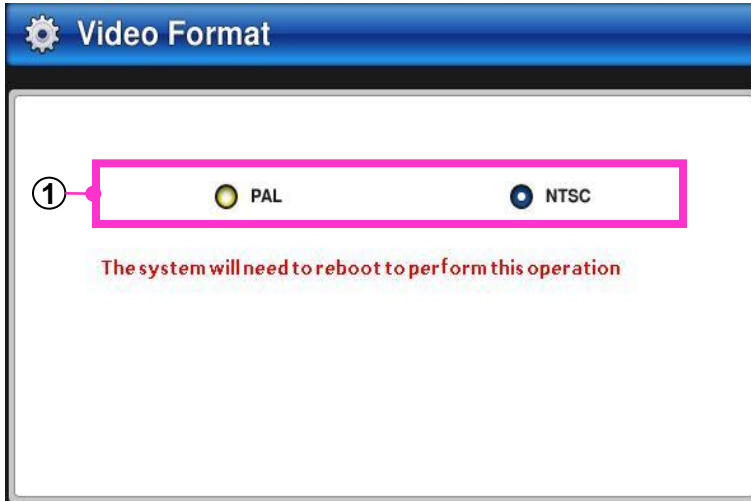 Video Format
1 PAL NTSC
The system will need to reboot to perform this operation